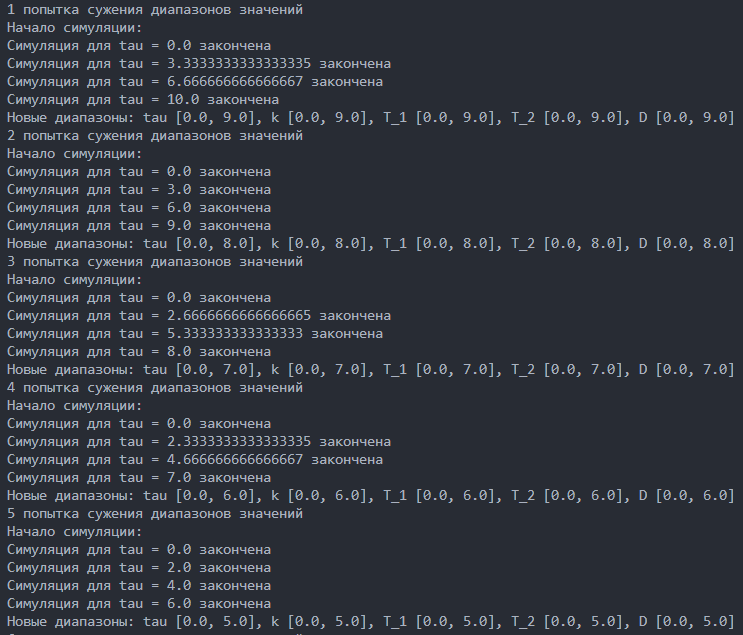 1 попытка сужения диапазонов значений
Начало симуляции:
Симуляция для tau = 0.0 закончена
Симуляция для tau = 3.3333333333333335 закончена
Симуляция для tau = 6.666666666666667 закончена
Симуляция для tau = 10.0 закончена
Новые диапазоны: tau [0.0, 9.0], k [0.0, 9.0], T_1 [0.0, 9.0], T_2 [0.0, 9.0], D [0.0, 9.0]
2 попытка сужения диапазонов значений
Начало симуляции:
Симуляция для tau = 0.0 закончена
Симуляция для tau = 3.0 закончена
Симуляция для tau = 6.0 закончена
Симуляция для tau = 9.0 закончена
Новые диапазоны: tau [0.0, 8.0], k [0.0, 8.0], T_1 [0.0, 8.0], T_2 [0.0, 8.0], D [0.0, 8.0]
3 попытка сужения диапазонов значений
Начало симуляции:
Симуляция для tau = 0.0 закончена
Симуляция для tau = 2.6666666666666665 закончена
Симуляция для tau = 5.333333333333333 закончена
Симуляция для tau = 8.0 закончена
Новые диапазоны: tau [0.0, 7.0], k [0.0, 7.0], T_1 [0.0, 7.0], T_2 [0.0, 7.0], D [0.0, 7.0]
4 попытка сужения диапазонов значений
Начало симуляции:
Симуляция для tau = 0.0 закончена
Симуляция для tau = 2.3333333333333335 закончена
Симуляция для tau = 4.666666666666667 закончена
Симуляция для tau = 7.0 закончена
Новые диапазоны: tau [0.0, 6.0], k [0.0, 6.0], T_1 [0.0, 6.0], T_2 [0.0, 6.0], D [0.0, 6.0]
5 попытка сужения диапазонов значений
Начало симуляции:
Симуляция для tau = 0.0 закончена
Симуляция для tau = 2.0 закончена
Симуляция для tau = 4.0 закончена
Симуляция для tau = 6.0 закончена
Новые диапазоны: tau [0.0, 5.0], k [0.0, 5.0], T_1 [0.0, 5.0], T_2 [0.0, 5.0], D [0.0, 5.0]